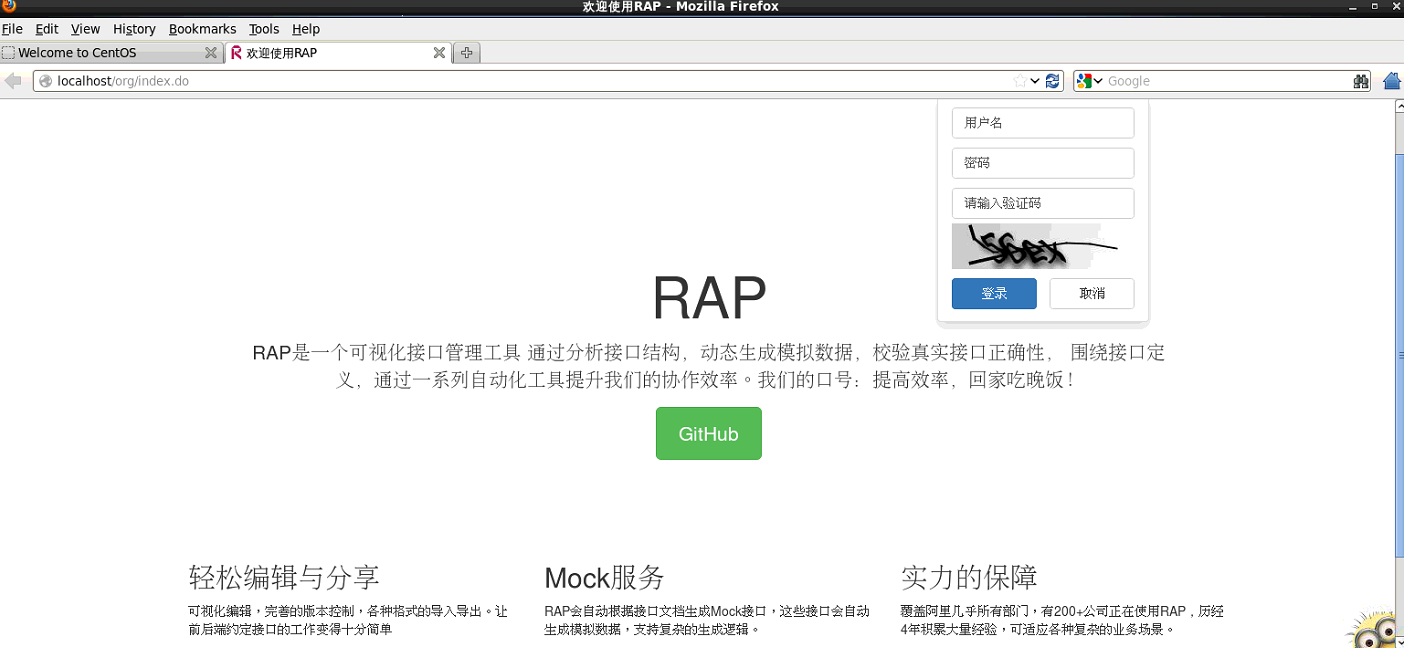 欢迎使用RAP - Mozilla Firefox
File Edit View History Bookmarks Tools Help
Welcome to CentOS
欢迎使用RAP
localhost/org/index.do
Google
用户名
密码
请输入验证码
登录 取消
RAP
RAP是一个可视化接口管理工具 通过分析接口结构，动态生成模拟数据，校验真实接口正确性， 围绕接口定
义，通过一系列自动化工具提升我们的协作效率。我们的口号：提高效率，回家吃晚饭！
GitHub
轻松编辑与分享
可视化编辑，完善的版本控制，各种格式的导入导出。让
前后端约定接口的工作变得十分简单
Mock服务
RAP会自动根据接口文档生成Mock接口，这些接口会自动
生成模拟数据，支持复杂的生成逻辑。
实力的保障
覆盖阿里几乎所有部门，有200+公司正在使用RAP，历经
4年积累大量经验，可适应各种复杂的业务场景。